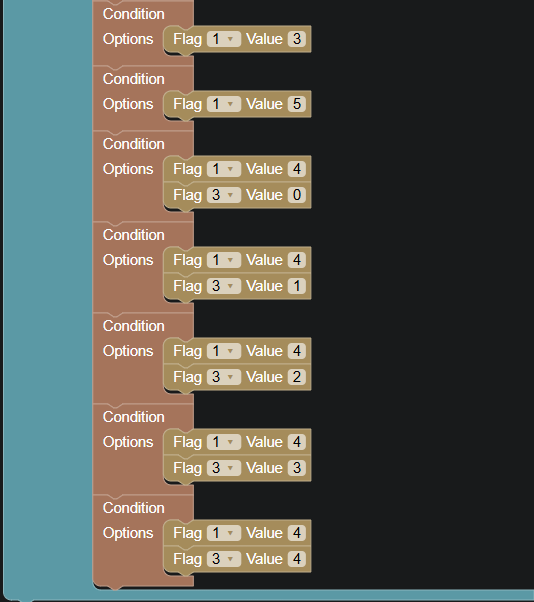 Condition
Options Flag 1 Value 3
Condition
Options Flag 1 Value 5
Condition
Options Flag 1 Value 4
Flag 3 Value 0
Condition
Options Flag 1 Value 4
Flag 3 Value 1
Condition
Options Flag 1 Value 4
Flag 3 Value 2
Condition
Options Flag 1 Value 4
Flag 3 Value 3
Condition
Options Flag 1 Value 4
Flag 3 Value 4